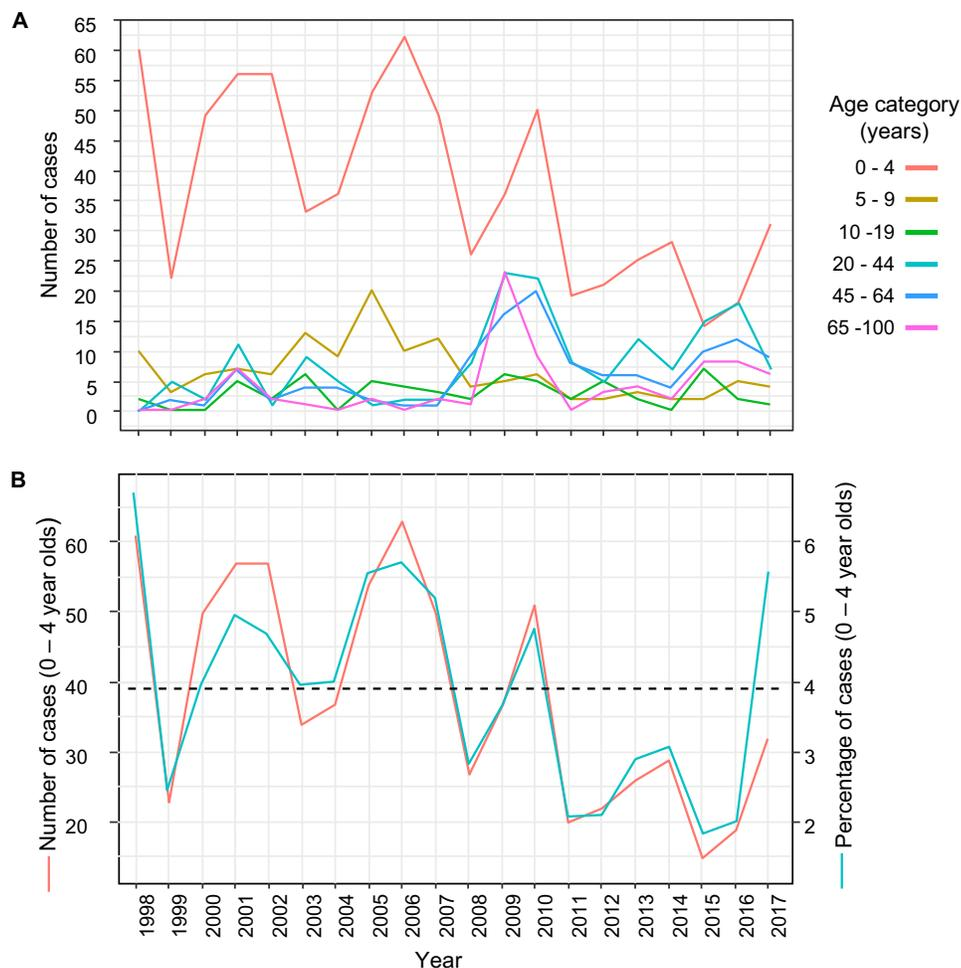 A
Number of cases
65
60
55
50
45
40
35
30
25
20
15
10
5
0
Age category
(years)
0 - 4
5 - 9
10 -19
20 - 44
45 - 64
65 -100
B
Number of cases (0 – 4 year olds)
60
50
40
30
20
6
5
4
3
2
Percentage of cases (0 – 4 year olds)
1998 1999 2000 2001 2002 2003 2004 2005 2006 2007 2008 2009 2010 2011 2012 2013 2014 2015 2016 2017
Year